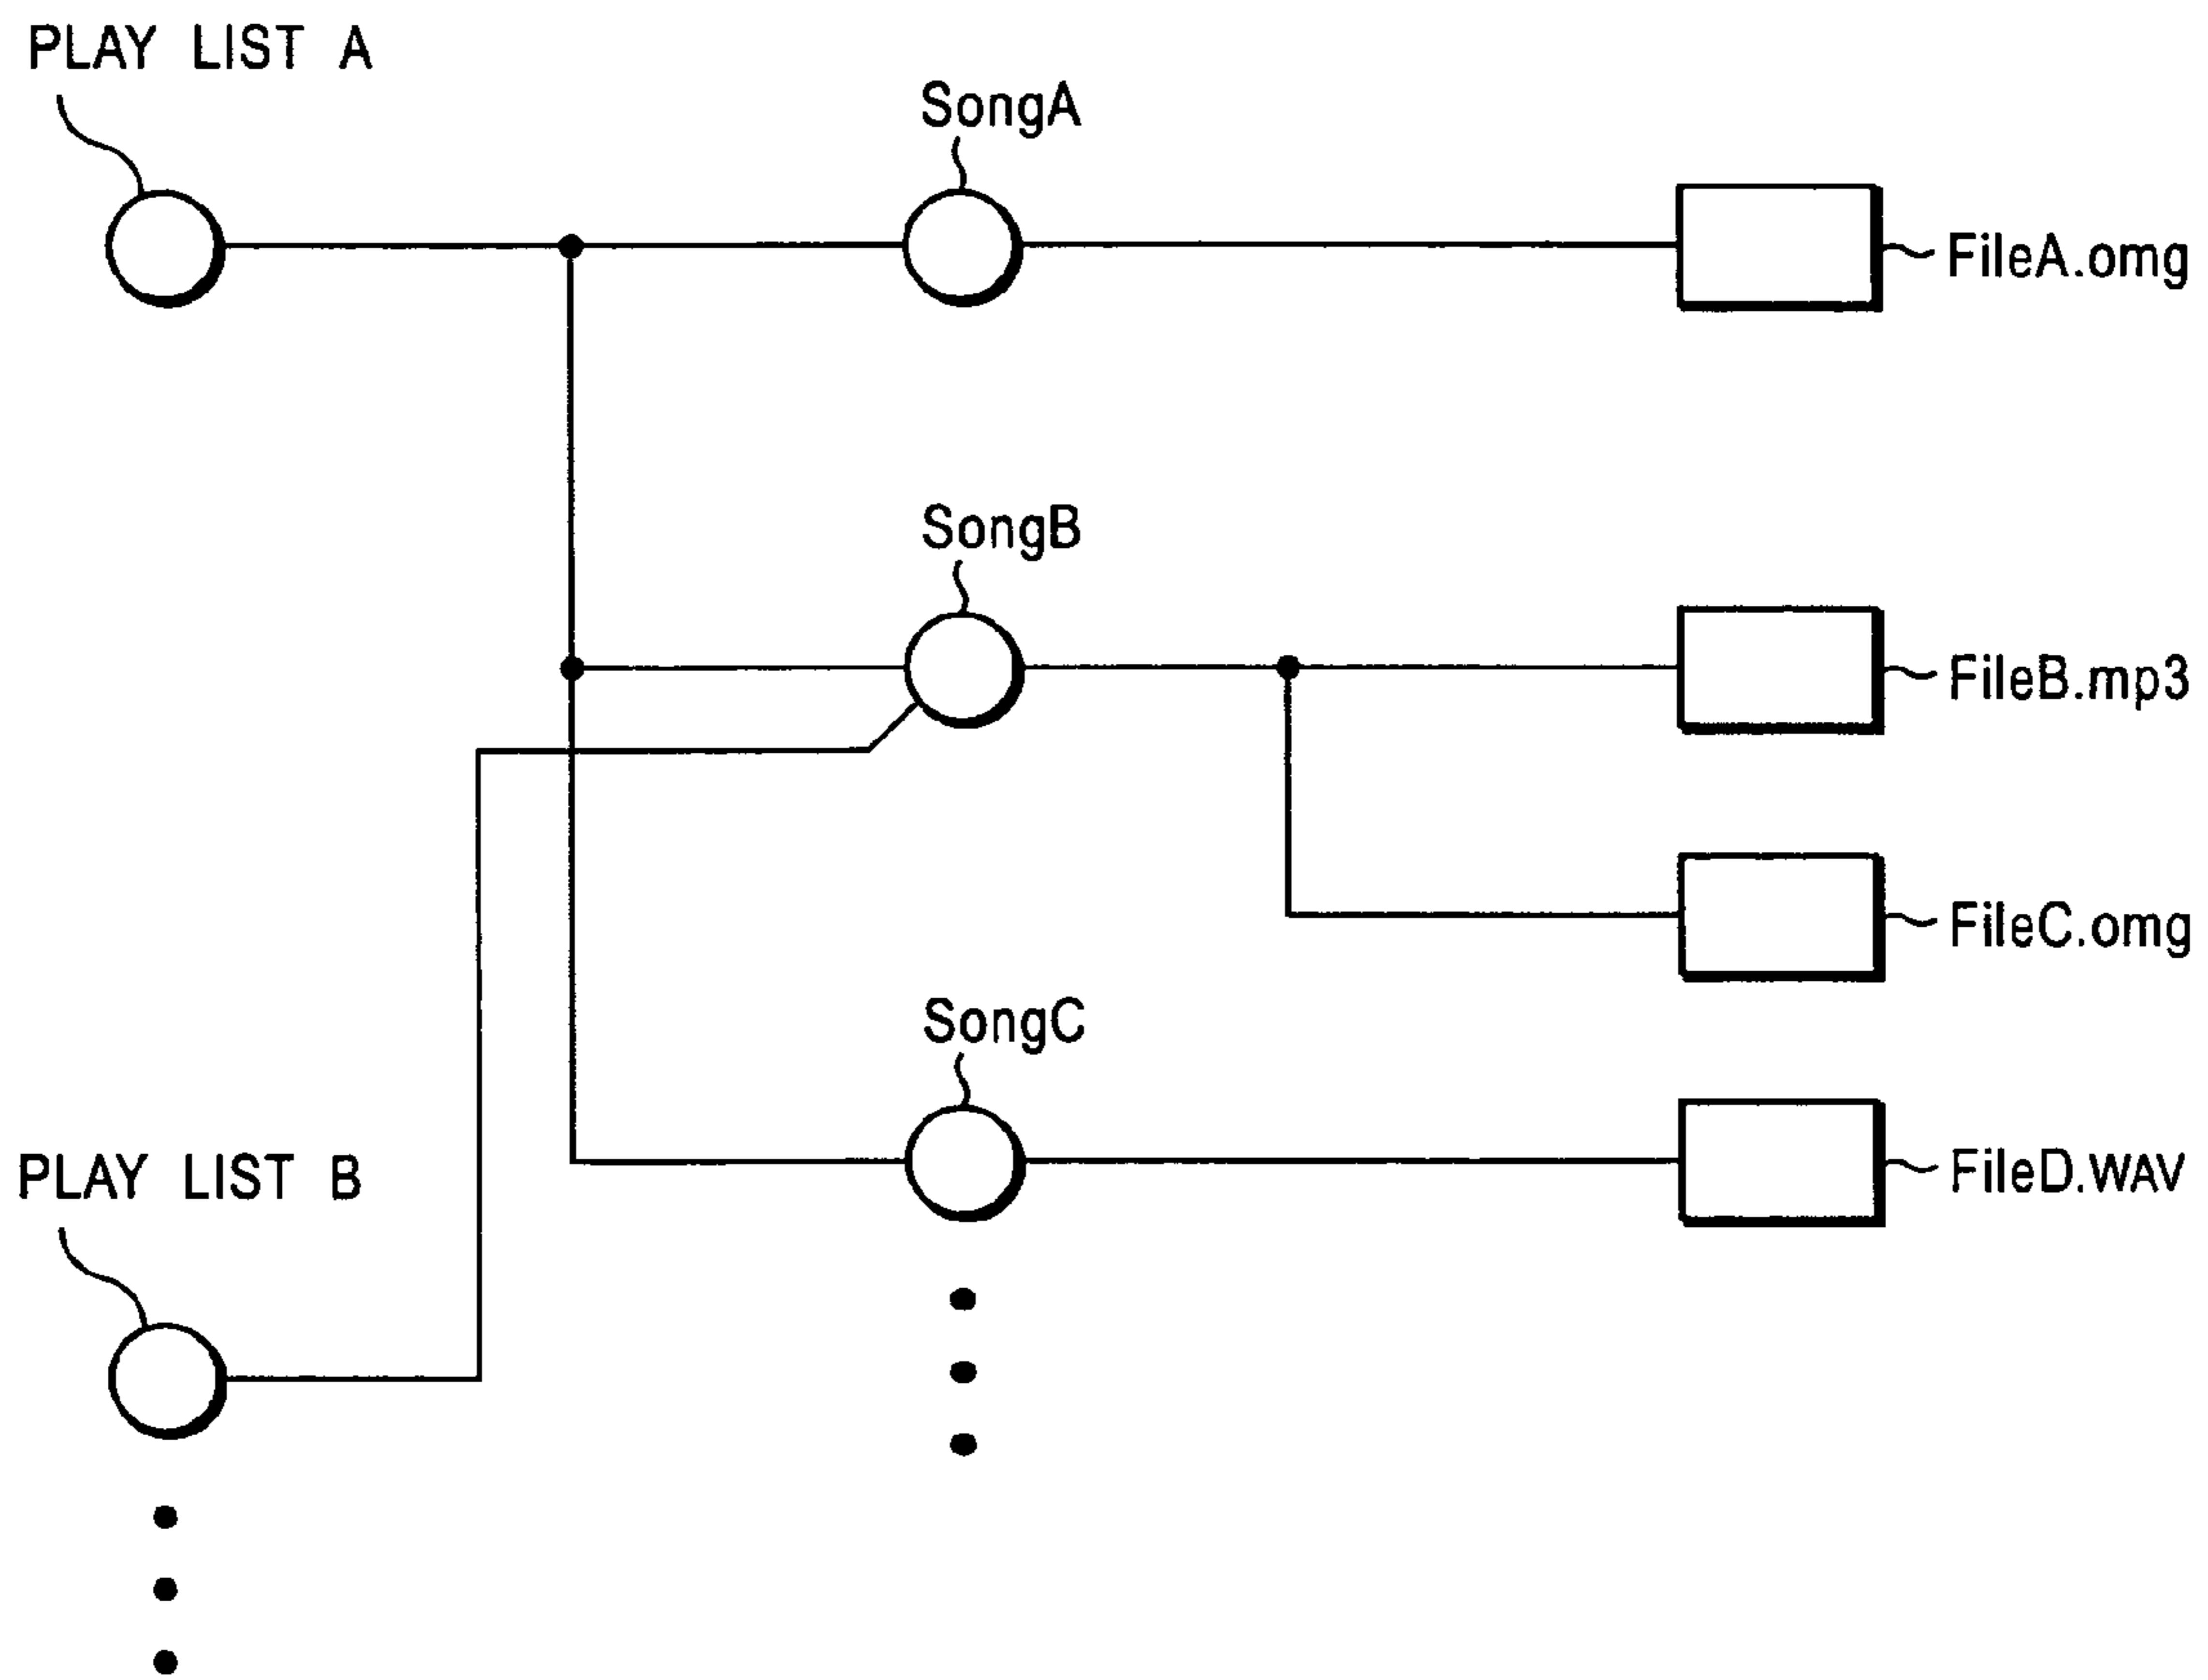 PLAY LIST A
SongA
FileA.omg
SongB
FileB.mp3
FileC.omg
SongC
PLAY LIST B
FileD.WAV